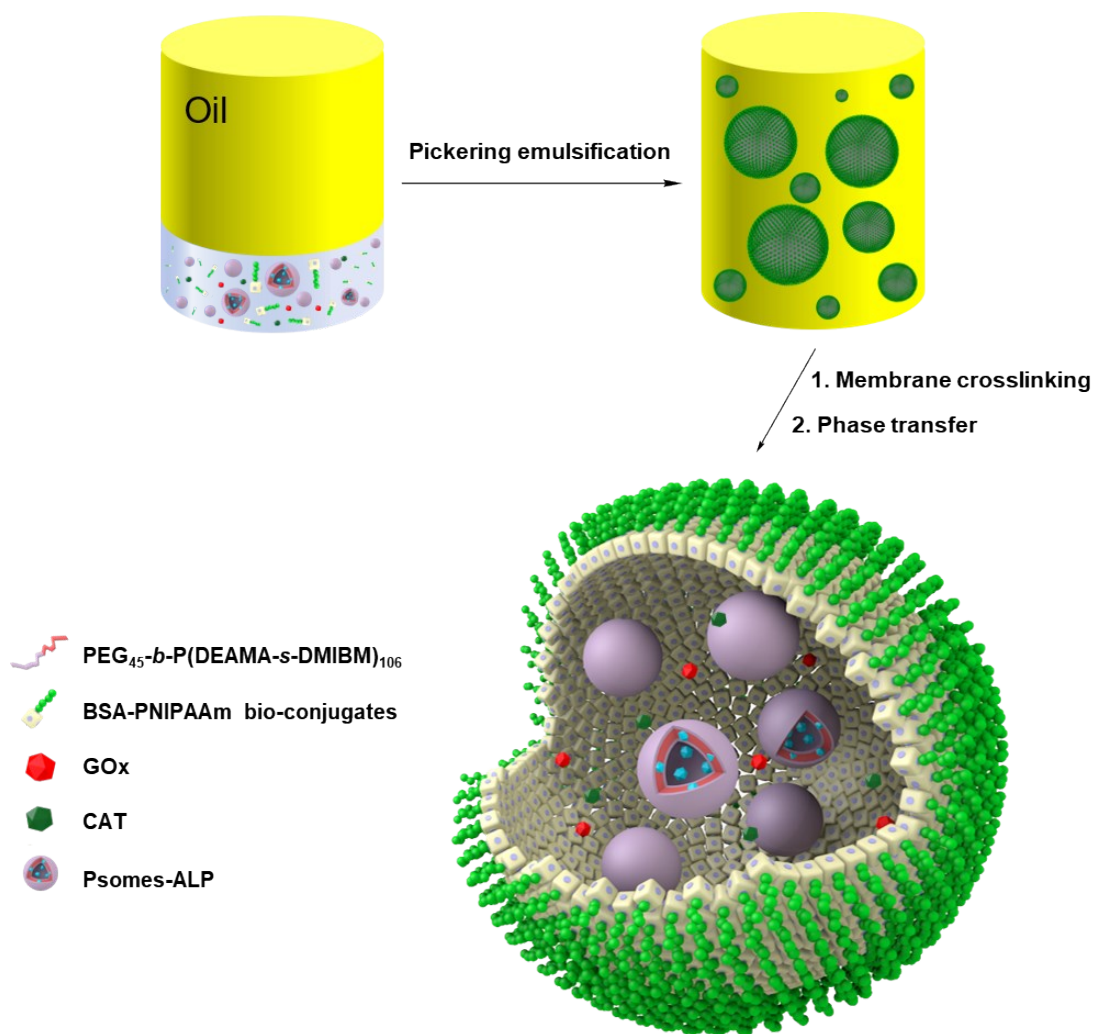 Oil
Pickering emulsification
1. Membrane crosslinking
2. Phase transfer
PEG45-b-P(DEAMA-s-DMIBM)106
BSA-PNIPAAm bio-conjugates
GOx
CAT
Psomes-ALP